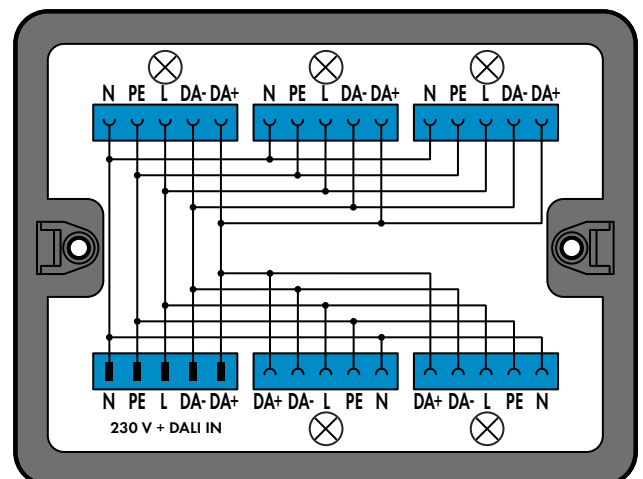 N PE L DA- DA+ N PE L DA- DA+ N PE L DA- DA+
N PE L DA- DA+ DA+ DA- L PE N DA+ DA- L PE N
230 V + DALI IN